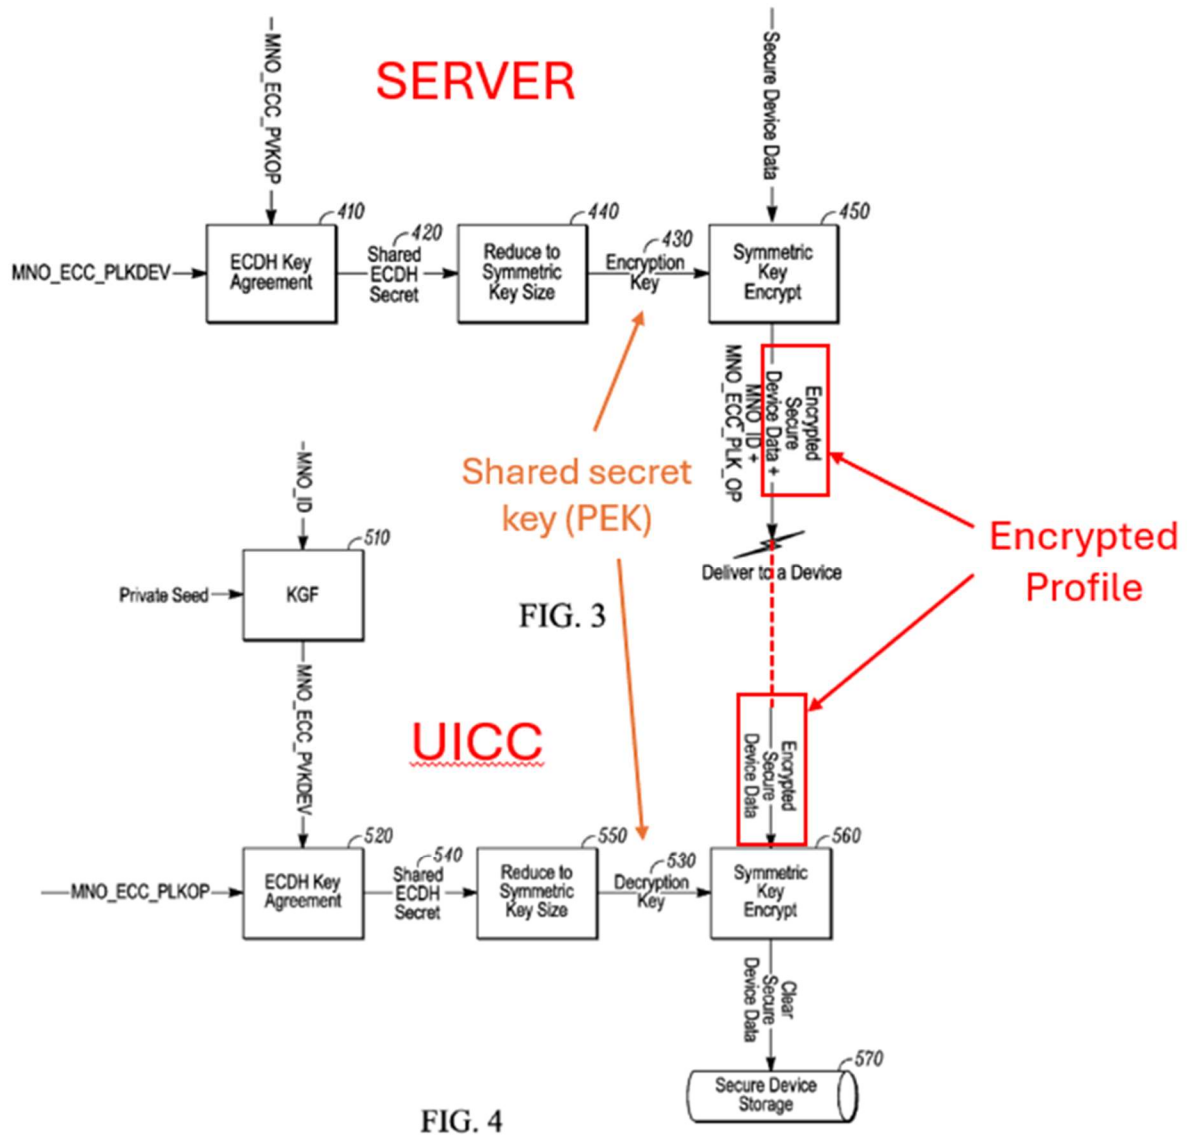 MNO_ECC_PVKOP
Secure Device Data
SERVER
MNO_ECC_PLKDEV
410
ECDH Key
Agreement
420
Shared
ECDH
Secret
440
Reduce to
Symmetric
Key Size
430
Encryption
Key
450
Symmetric
Key
Encrypt
Encrypted
Secure
Device Data +
MNO_ID +
MNO_ECC_PLK_OP
Shared secret
key (PEK)
Encrypted
Profile
Deliver to a Device
FIG. 3
MNO_ID
510
Private Seed
KGF
MNO_ECC_PVKDEV
UICC
Encrypted
Secure
Device Data
MNO_ECC_PLKOP
520
ECDH Key
Agreement
540
Shared
ECDH
Secret
550
Reduce to
Symmetric
Key Size
530
Decryption
Key
560
Symmetric
Key
Encrypt
Clear
Secure
Device Data
570
Secure Device
Storage
FIG. 4